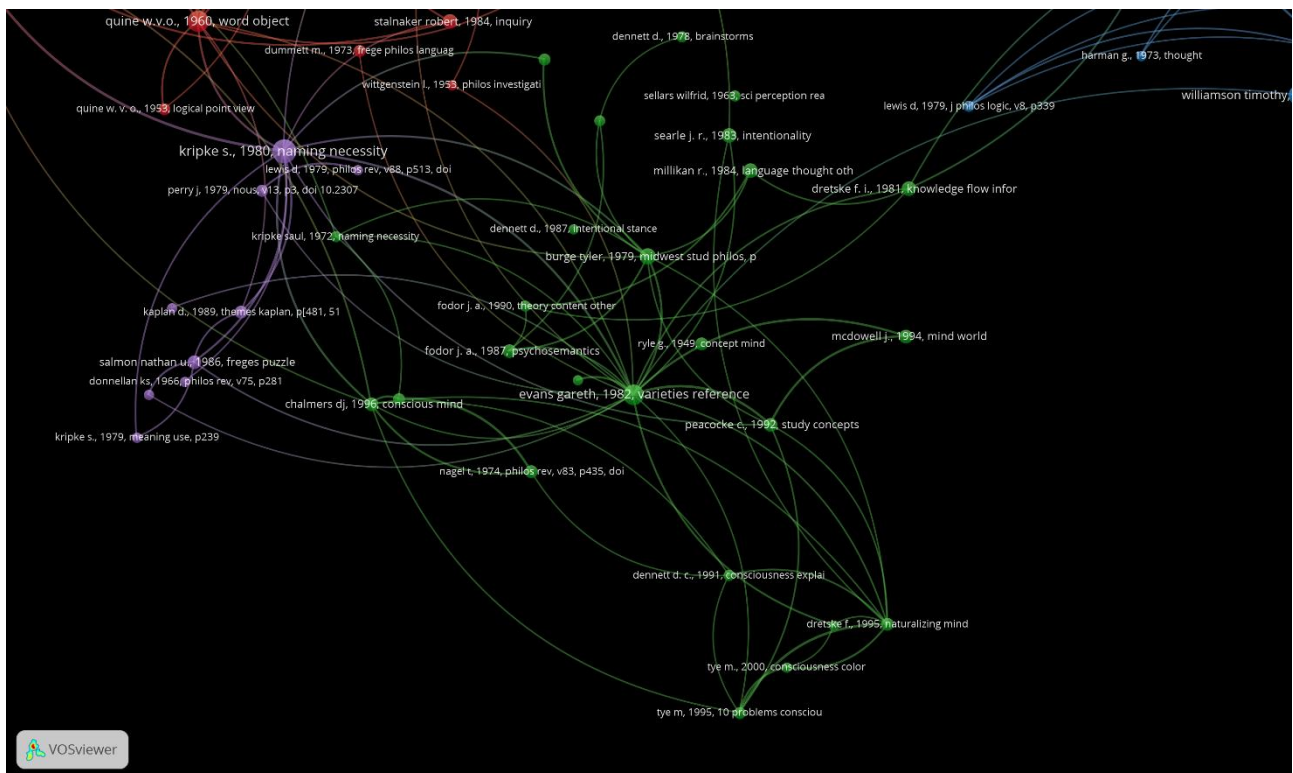 quine w.v.o., 1960, word object
stalnaker robert, 1984, inquiry
dennett d., 1978, brainstorms
dummett m., 1973, frege philos languag
harman g., 1973, thought
wittgenstein l., 1953, philos investigati
sellars wilfrid, 1963, sci perception rea
williamson timothy,
quine w. v. o., 1953, logical point view
lewis d, 1979, j philos logic, v8, p339
searle j. r., 1983, intentionality
kripke s., 1980, naming necessity
lewis d, 1979, philos rev, v88, p513, doi
millikan r., 1984, language thought oth
perry j, 1979, nous, v13, p3, doi 10.2307
dretske f. i., 1981, knowledge flow infor
dennett d., 1987, intentional stance
kripke saul, 1972, naming necessity
burge tyler, 1979, midwest stud philos, p
fodor j. a., 1990, theory content other
kaplan d., 1989, themes kaplan, p[481, 51
mcdowell j., 1994, mind world
ryle g., 1949, concept mind
fodor j. a., 1987, psychosemantics
salmon nathan u., 1986, freges puzzle
donnellan ks, 1966, philos rev, v75, p281
evans gareth, 1982, varieties reference
chalmers dj, 1996, conscious mind
peacocke c., 1992, study concepts
kripke s., 1979, meaning use, p239
nagel t, 1974, philos rev, v83, p435, doi
dennett d. c., 1991, consciousness explai
dretske f., 1995, naturalizing mind
tye m., 2000, consciousness color
tye m, 1995, 10 problems consciou
VOSviewer